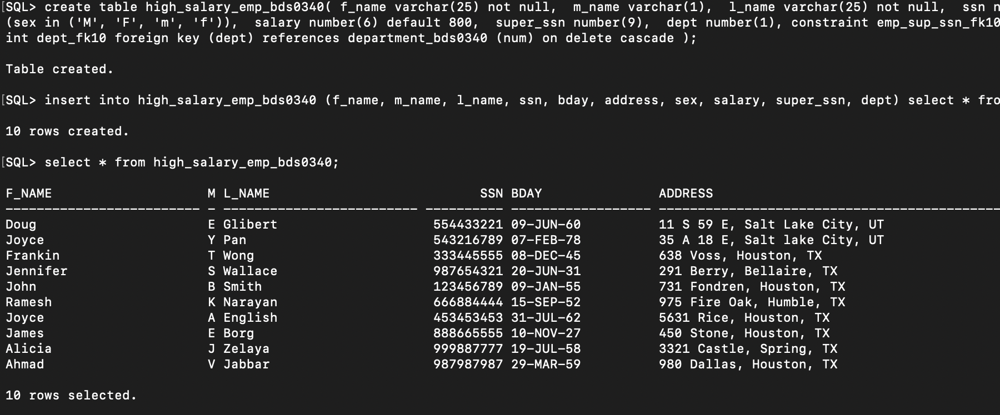 [SQL> create table high_salary_emp_bds0340( f_name varchar(25) not null,  m_name varchar(1),  l_name varchar(25) not null,  ssn n
(sex in ('M', 'F', 'm', 'f')),  salary number(6) default 800,  super_ssn number(9),  dept number(1), constraint emp_sup_ssn_fk10
int dept_fk10 foreign key (dept) references department_bds0340 (num) on delete cascade );
Table created.
[SQL> insert into high_salary_emp_bds0340 (f_name, m_name, l_name, ssn, bday, address, sex, salary, super_ssn, dept) select * fro
10 rows created.
[SQL> select * from high_salary_emp_bds0340;
F_NAME                    M L_NAME                           SSN BDAY               ADDRESS
------------------------- - ------------------------- ---------- ------------------ --------------------------------------------
Doug                      E Glibert                    554433221 09-JUN-60          11 S 59 E, Salt Lake City, UT
Joyce                     Y Pan                        543216789 07-FEB-78          35 A 18 E, Salt lake City, UT
Frankin                   T Wong                       333445555 08-DEC-45          638 Voss, Houston, TX
Jennifer                  S Wallace                    987654321 20-JUN-31          291 Berry, Bellaire, TX
John                      B Smith                      123456789 09-JAN-55          731 Fondren, Houston, TX
Ramesh                    K Narayan                    666884444 15-SEP-52          975 Fire Oak, Humble, TX
Joyce                     A English                    453453453 31-JUL-62          5631 Rice, Houston, TX
James                     E Borg                       888665555 10-NOV-27          450 Stone, Houston, TX
Alicia                    J Zelaya                     999887777 19-JUL-58          3321 Castle, Spring, TX
Ahmad                     V Jabbar                     987987987 29-MAR-59          980 Dallas, Houston, TX
10 rows selected.